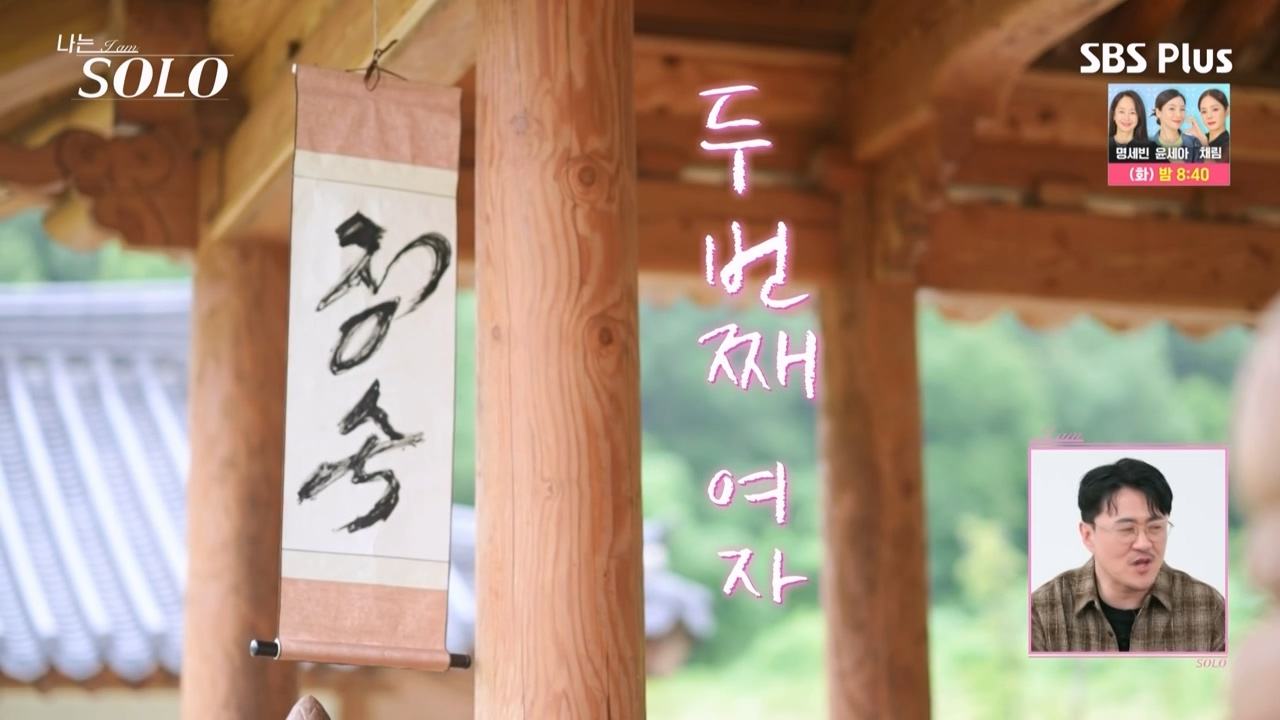 나는 I am
SOLO
SBS Plus
명세빈 윤세아 채림
(화) 밤 8:40
두
번
째
여
자
정
숙
SOLO